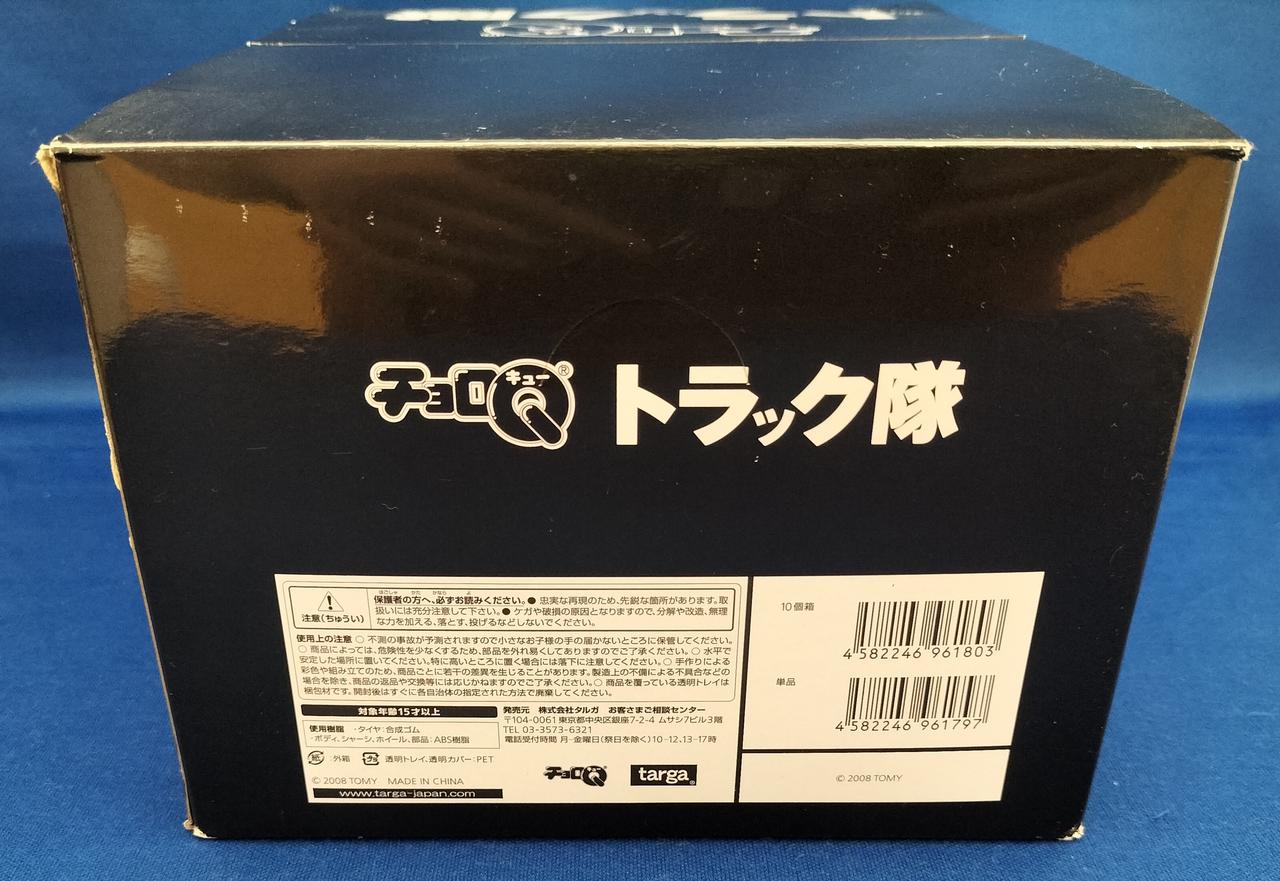 チョロQ キュー ® トラック隊
注意(ちゅうい)
ほごしゃ かた かなら よ
保護者の方へ、必ずお読みください。● 忠実な再現のため、先鋭な箇所があります。取
扱いには充分注意して下さい。● ケガや破損の原因となりますので、分解や改造、無理
な力を加える、落とす、投げるなどしないでください。
使用上の注意 ○ 不測の事故が予測されますので小さなお子様の手の届かないところに保管してください。
○ 商品によっては、危険性を少なくするため、部品を外れ易くしてありますのでご了承ください。○ 水平で
安定した場所に置いてください。特に高いところに置く場合には落下に注意してください。○ 手作りによる
彩色や組み立てのため、商品ごとに若干の差異を生じることがあります。製造上の不備による不具合などの
場合を除き、商品の返品や交換等には応じかねますのでご了承ください。○ 商品を覆っている透明トレイは
梱包材です。開封後はすぐに各自治体の指定された方法で廃棄してください。
対象年齢15才以上
使用樹脂 ・タイヤ:合成ゴム
・ボディ、シャーシ、ホイール、部品:ABS樹脂
紙 :外箱 プラ 透明トレイ、透明カバー:PET
© 2008 TOMY MADE IN CHINA
www.targa-japan.com
発売元 株式会社タルガ お客さまご相談センター
〒104-0061 東京都中央区銀座7-2-4 ムサシ7ビル3階
TEL 03-3573-6321
電話受付時間 月−金曜日(祭日を除く)10−12、13−17時
チョロQ targa®
10個箱
4 582246 961803
単品
4 582246 961797
© 2008 TOMY